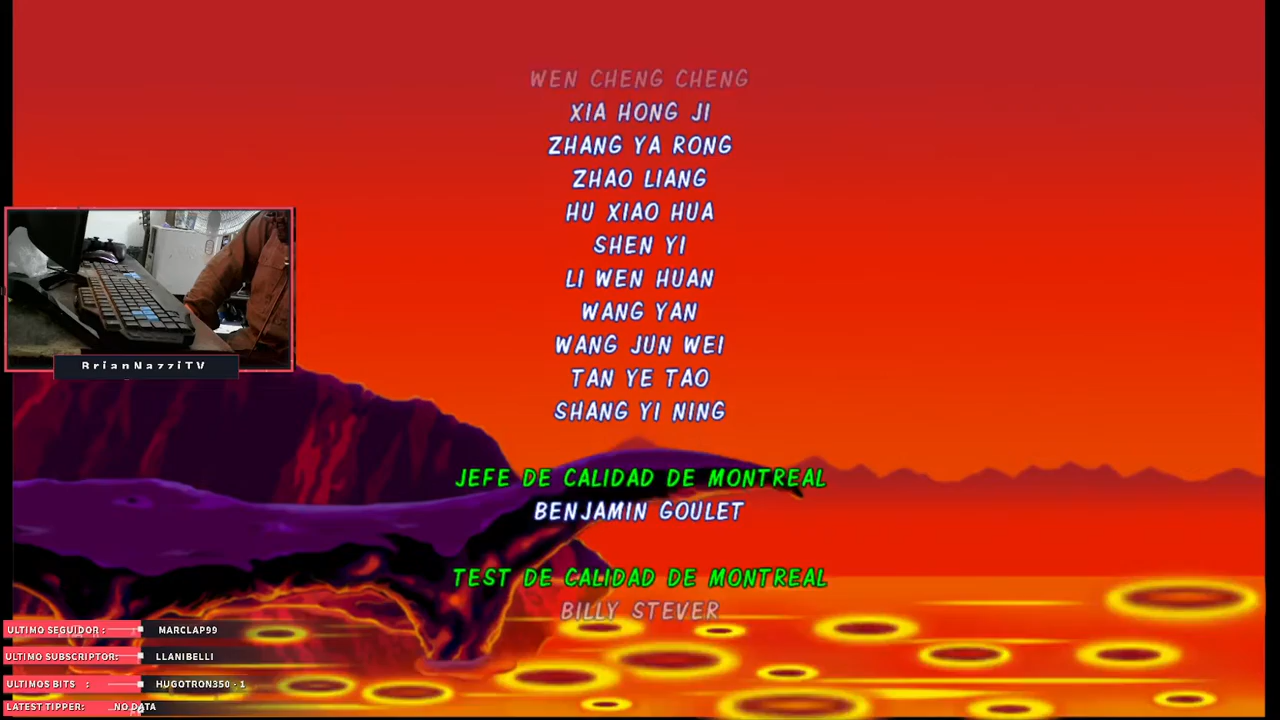 WEN CHENG CHENG
XIA HONG JI
ZHANG YA RONG
ZHAO LIANG
HU XIAO HUA
SHEN YI
LI WEN HUAN
WANG YAN
WANG JUN WEI
TAN YE TAO
SHANG YI NING
JEFE DE CALIDAD DE MONTREAL
BENJAMIN GOULET
TEST DE CALIDAD DE MONTREAL
BILLY STEVER
BrianNazziTV
ULTIMO SEGUIDOR : MARCLAP99
ULTIMO SUBSCRIPTOR: LLANIBELLI
ULTIMOS BITS : HUGOTRON350 - 1
LATEST TIPPER: NO DATA